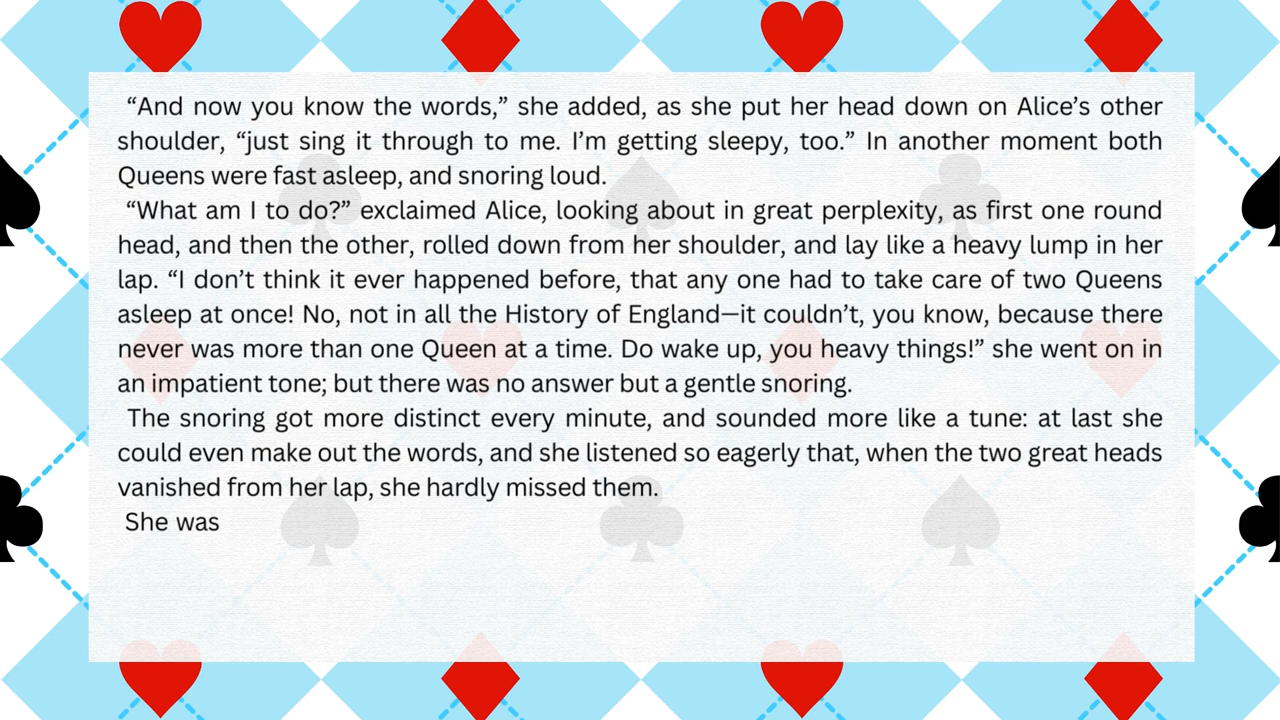 “And now you know the words,” she added, as she put her head down on Alice’s other
shoulder, “just sing it through to me. I’m getting sleepy, too.” In another moment both
Queens were fast asleep, and snoring loud.
“What am I to do?” exclaimed Alice, looking about in great perplexity, as first one round
head, and then the other, rolled down from her shoulder, and lay like a heavy lump in her
lap. “I don’t think it ever happened before, that any one had to take care of two Queens
asleep at once! No, not in all the History of England—it couldn’t, you know, because there
never was more than one Queen at a time. Do wake up, you heavy things!” she went on in
an impatient tone; but there was no answer but a gentle snoring.
The snoring got more distinct every minute, and sounded more like a tune: at last she
could even make out the words, and she listened so eagerly that, when the two great heads
vanished from her lap, she hardly missed them.
She was